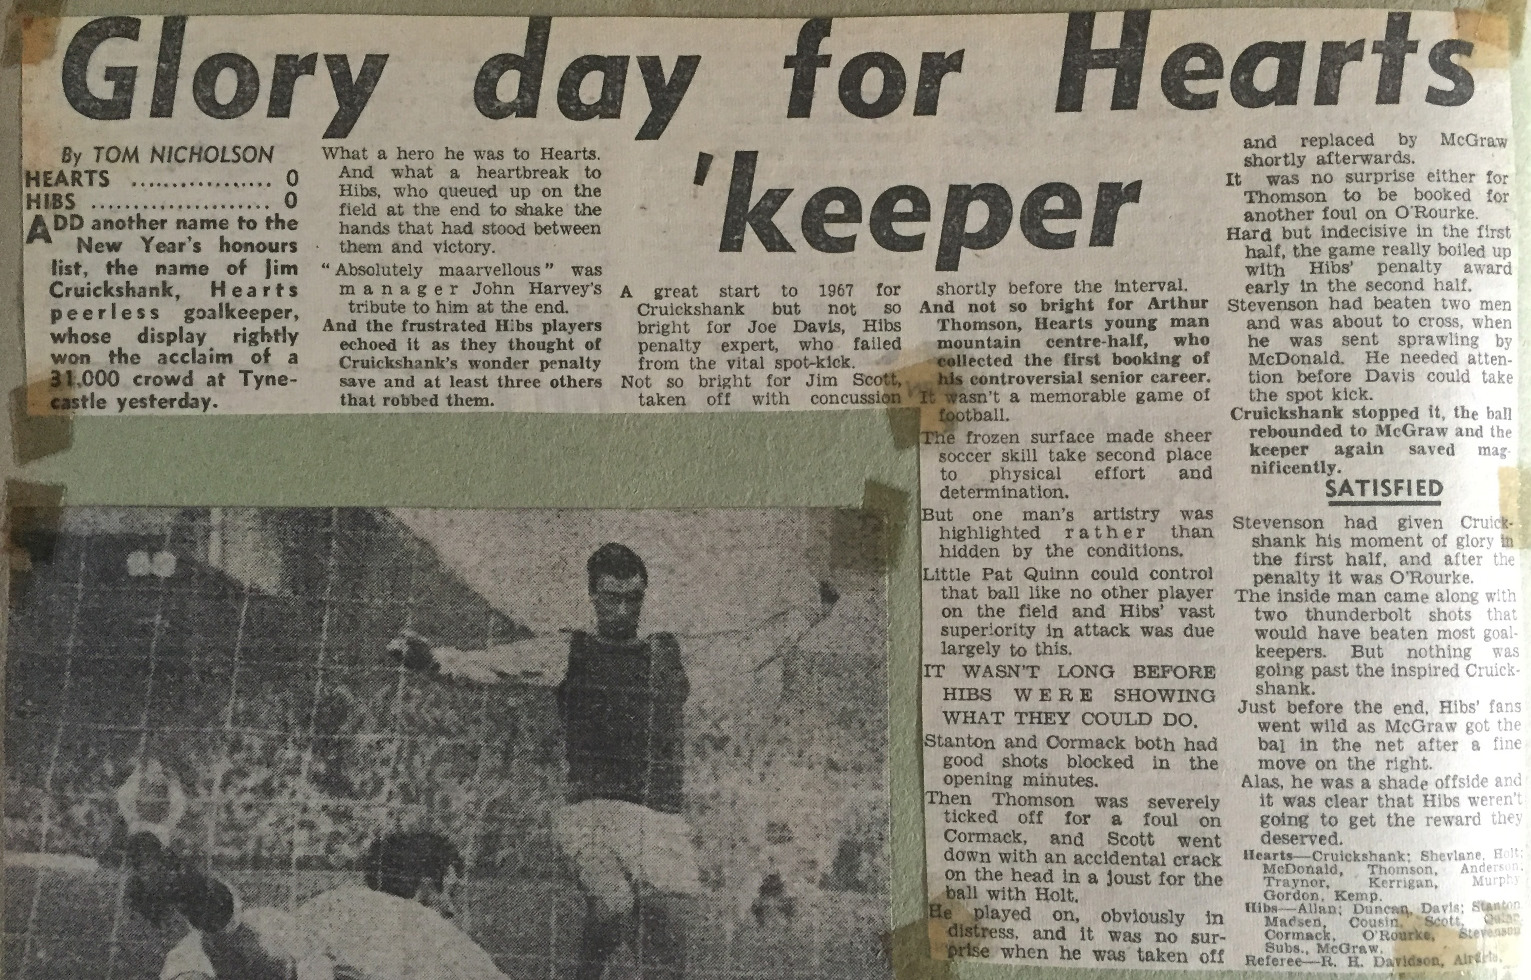 Glory day for Hearts
'keeper
By TOM NICHOLSON
HEARTS .................. 0
HIBS ..................... 0
ADD another name to the
New Year's honours
list, the name of Jim
Cruickshank, Hearts
peerless goalkeeper,
whose display rightly
won the acclaim of a
31,000 crowd at Tyne-
castle yesterday.
What a hero he was to Hearts.
And what a heartbreak to
Hibs, who queued up on the
field at the end to shake the
hands that had stood between
them and victory.
"Absolutely maarvellous" was
manager John Harvey's
tribute to him at the end.
And the frustrated Hibs players
echoed it as they thought of
Cruickshank's wonder penalty
save and at least three others
that robbed them.
A great start to 1967 for
Cruickshank but not so
bright for Joe Davis, Hibs
penalty expert, who failed
from the vital spot-kick.
Not so bright for Jim Scott,
taken off with concussion
shortly before the interval.
And not so bright for Arthur
Thomson, Hearts young man
mountain centre-half, who
collected the first booking of
his controversial senior career.
It wasn't a memorable game of
football.
The frozen surface made sheer
soccer skill take second place
to physical effort and
determination.
But one man's artistry was
highlighted rather than
hidden by the conditions.
Little Pat Quinn could control
that ball like no other player
on the field and Hibs' vast
superiority in attack was due
largely to this.
IT WASN'T LONG BEFORE
HIBS WERE SHOWING
WHAT THEY COULD DO.
Stanton and Cormack both had
good shots blocked in the
opening minutes.
Then Thomson was severely
ticked off for a foul on
Cormack, and Scott went
down with an accidental crack
on the head in a joust for the
ball with Holt.
He played on, obviously in
distress, and it was no sur-
prise when he was taken off
and replaced by McGraw
shortly afterwards.
It was no surprise either for
Thomson to be booked for
another foul on O'Rourke.
Hard but indecisive in the first
half, the game really boiled up
with Hibs' penalty award
early in the second half.
Stevenson had beaten two men
and was about to cross, when
he was sent sprawling by
McDonald. He needed atten-
tion before Davis could take
the spot kick.
Cruickshank stopped it, the ball
rebounded to McGraw and the
keeper again saved mag-
nificently.
SATISFIED
Stevenson had given Cruick-
shank his moment of glory in
the first half, and after the
penalty it was O'Rourke.
The inside man came along with
two thunderbolt shots that
would have beaten most goal-
keepers. But nothing was
going past the inspired Cruick-
shank.
Just before the end, Hibs' fans
went wild as McGraw got the
bal in the net after a fine
move on the right.
Alas, he was a shade offside and
it was clear that Hibs weren't
going to get the reward they
deserved.
Hearts—Cruickshank; Shevlane, Holt;
McDonald, Thomson, Anderson;
Traynor, Kerrigan, Murphy
Gordon, Kemp.
Hibs—Allan; Duncan, Davis; Stanton
Madsen, Cousin, Scott, Quinn,
Cormack, O'Rourke, Stevenson
Subs., McGraw.
Referee—R. H. Davidson, Airdrie.